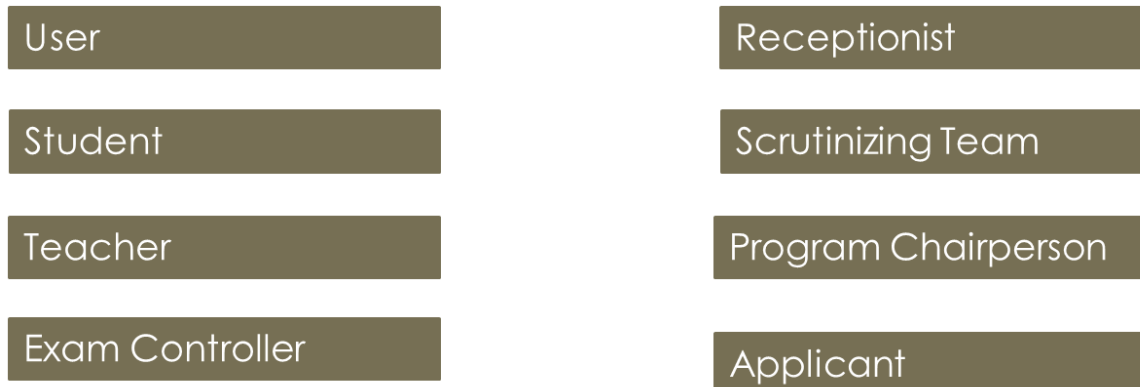 User
Student
Teacher
Exam Controller
Receptionist
Scrutinizing Team
Program Chairperson
Applicant